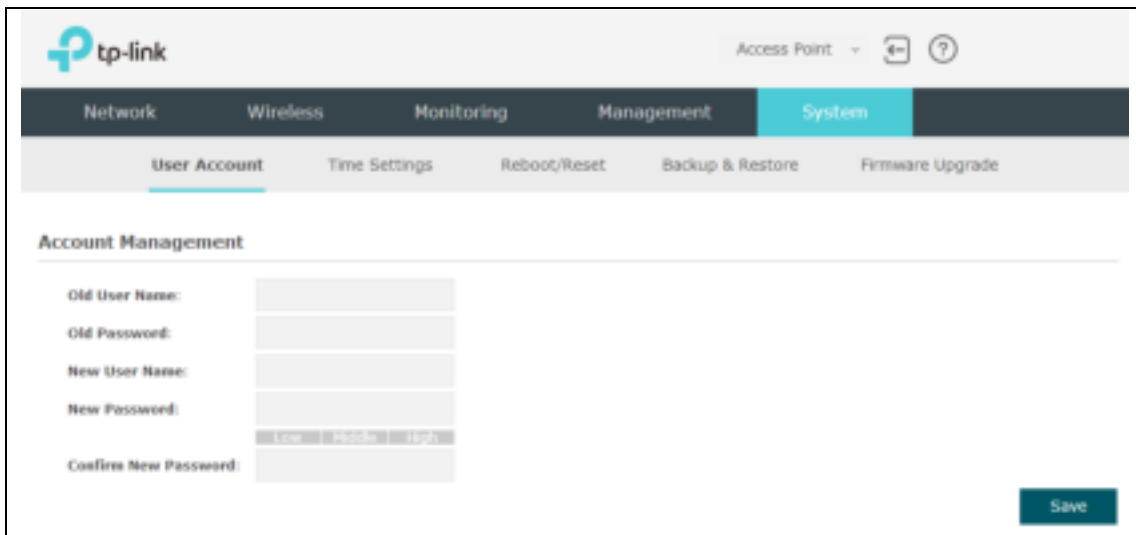 tp-link
Access Point
Network Wireless Monitoring Management System
User Account Time Settings Reboot/Reset Backup & Restore Firmware Upgrade
Account Management
Old User Name:
Old Password:
New User Name:
New Password:
Low Middle High
Confirm New Password:
Save